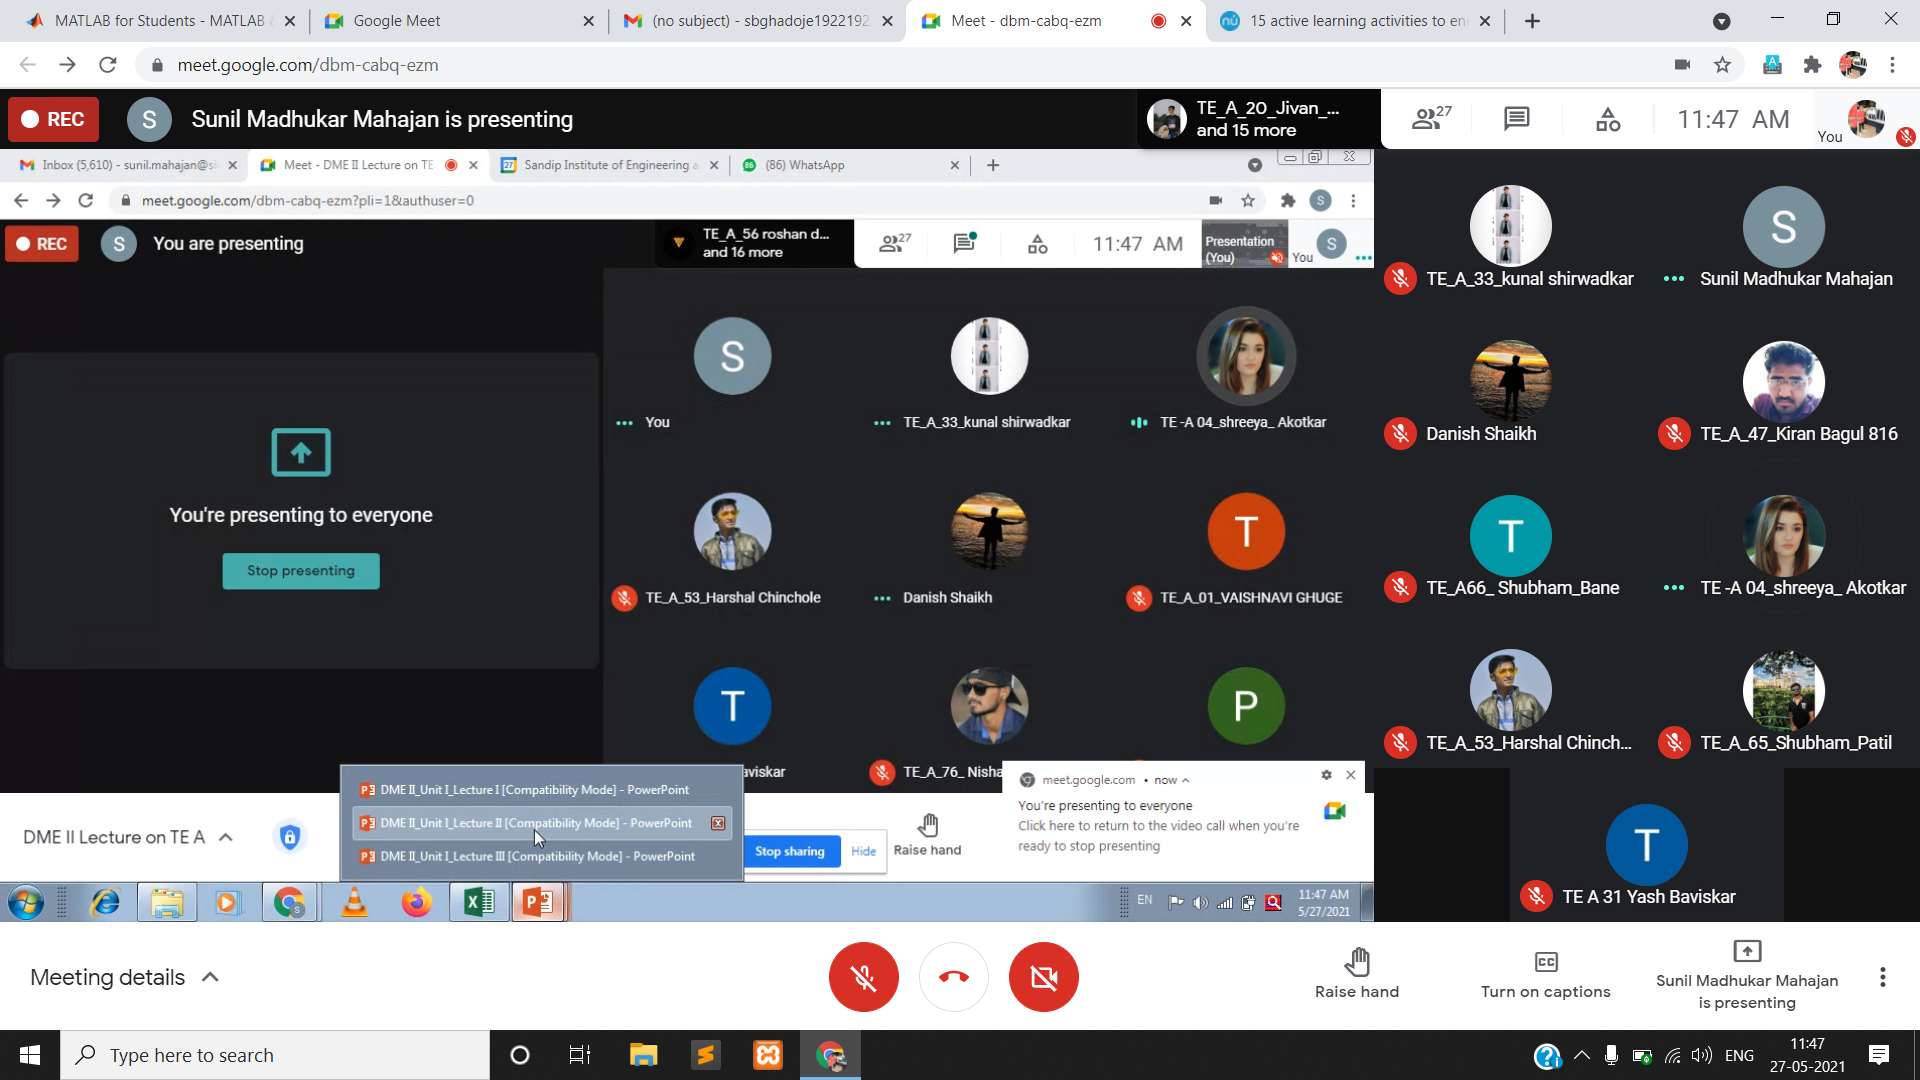 MATLAB for Students - MATLAB &
Google Meet
(no subject) - sbghadoje1922192
Meet - dbm-cabq-ezm
15 active learning activities to en
meet.google.com/dbm-cabq-ezm
REC
S
Sunil Madhukar Mahajan is presenting
TE_A_20_Jivan_...
and 15 more
27
11:47 AM
You
Inbox (5,610) - sunil.mahajan@si
Meet - DME II Lecture on TE
Sandip Institute of Engineering a
(86) WhatsApp
meet.google.com/dbm-cabq-ezm?pli=1&authuser=0
REC
S
You are presenting
TE_A_56 roshan d...
and 16 more
27
11:47 AM
Presentation
(You)
You
S
You're presenting to everyone
Stop presenting
S
You
TE_A_33_kunal shirwadkar
TE -A 04_shreeya_ Akotkar
TE_A_53_Harshal Chinchole
Danish Shaikh
T
TE_A_01_VAISHNAVI GHUGE
T
aviskar
TE_A_76_ Nisha
P
DME II_Unit I_Lecture I [Compatibility Mode] - PowerPoint
DME II_Unit I_Lecture II [Compatibility Mode] - PowerPoint
DME II_Unit I_Lecture III [Compatibility Mode] - PowerPoint
DME II Lecture on TE A
Stop sharing
Hide
Raise hand
meet.google.com • now
You're presenting to everyone
Click here to return to the video call when you're
ready to stop presenting
EN
11:47 AM
5/27/2021
TE_A_33_kunal shirwadkar
S
Sunil Madhukar Mahajan
Danish Shaikh
TE_A_47_Kiran Bagul 816
T
TE_A66_ Shubham_Bane
TE -A 04_shreeya_ Akotkar
TE_A_53_Harshal Chinch...
TE_A_65_Shubham_Patil
T
TE A 31 Yash Baviskar
Meeting details
Raise hand
CC
Turn on captions
Sunil Madhukar Mahajan
is presenting
Type here to search
ENG
11:47
27-05-2021